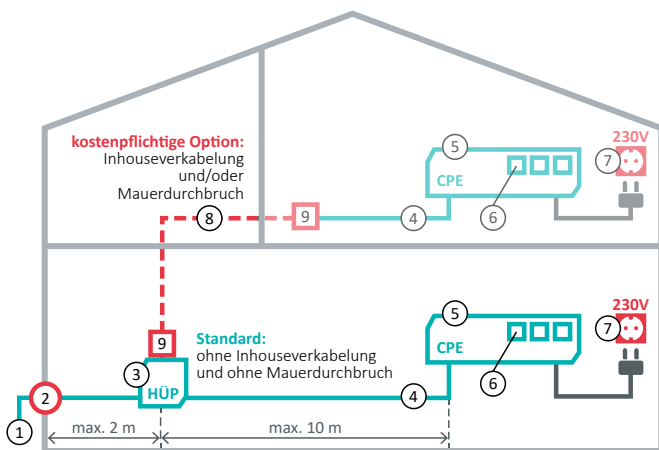 kostenpflichtige Option:
Inhouseverkabelung
und/oder
Mauerdurchbruch
8
9
4
5
CPE
6
230V
7
Standard:
ohne Inhouseverkabelung
und ohne Mauerdurchbruch
9
3
HÜP
2
1
4
5
CPE
6
230V
7
max. 2 m
max. 10 m